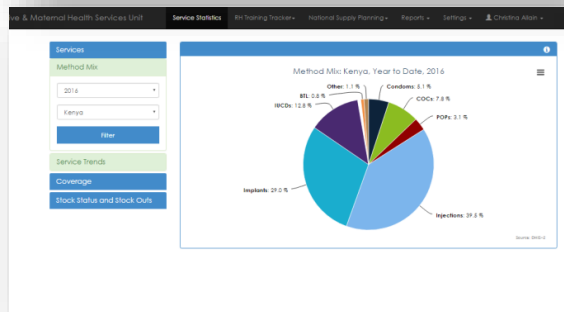 ve & Maternal Health Services Unit
Service Statistics
RH Training Tracker
National Supply Planning
Reports
Settings
Christina Allain
Services
Method Mix
2016
Kenya
Filter
Service Trends
Coverage
Stock Status and Stock Outs
Method Mix: Kenya, Year to Date, 2016
Other: 1.1 %
Condoms: 5.1 %
BTL: 0.8 %
COCs: 7.8 %
IUCDs: 12.8 %
POPs: 3.1 %
Implants: 29.0 %
Injections: 39.5 %